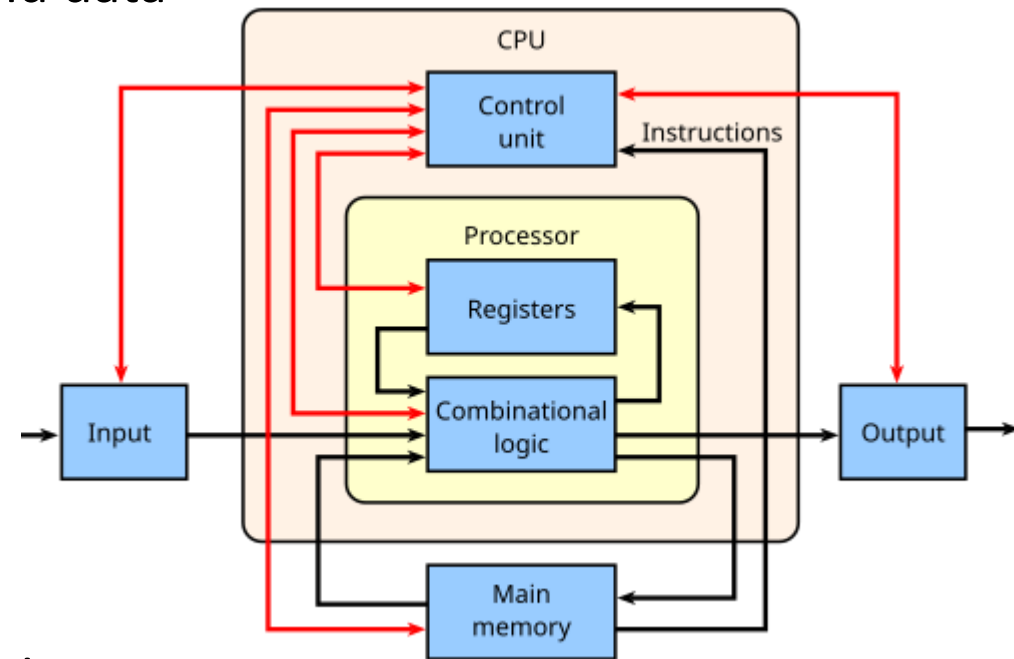 CPU
Control
unit
Instructions
Processor
Registers
Combinational
logic
Input
Output
Main
memory